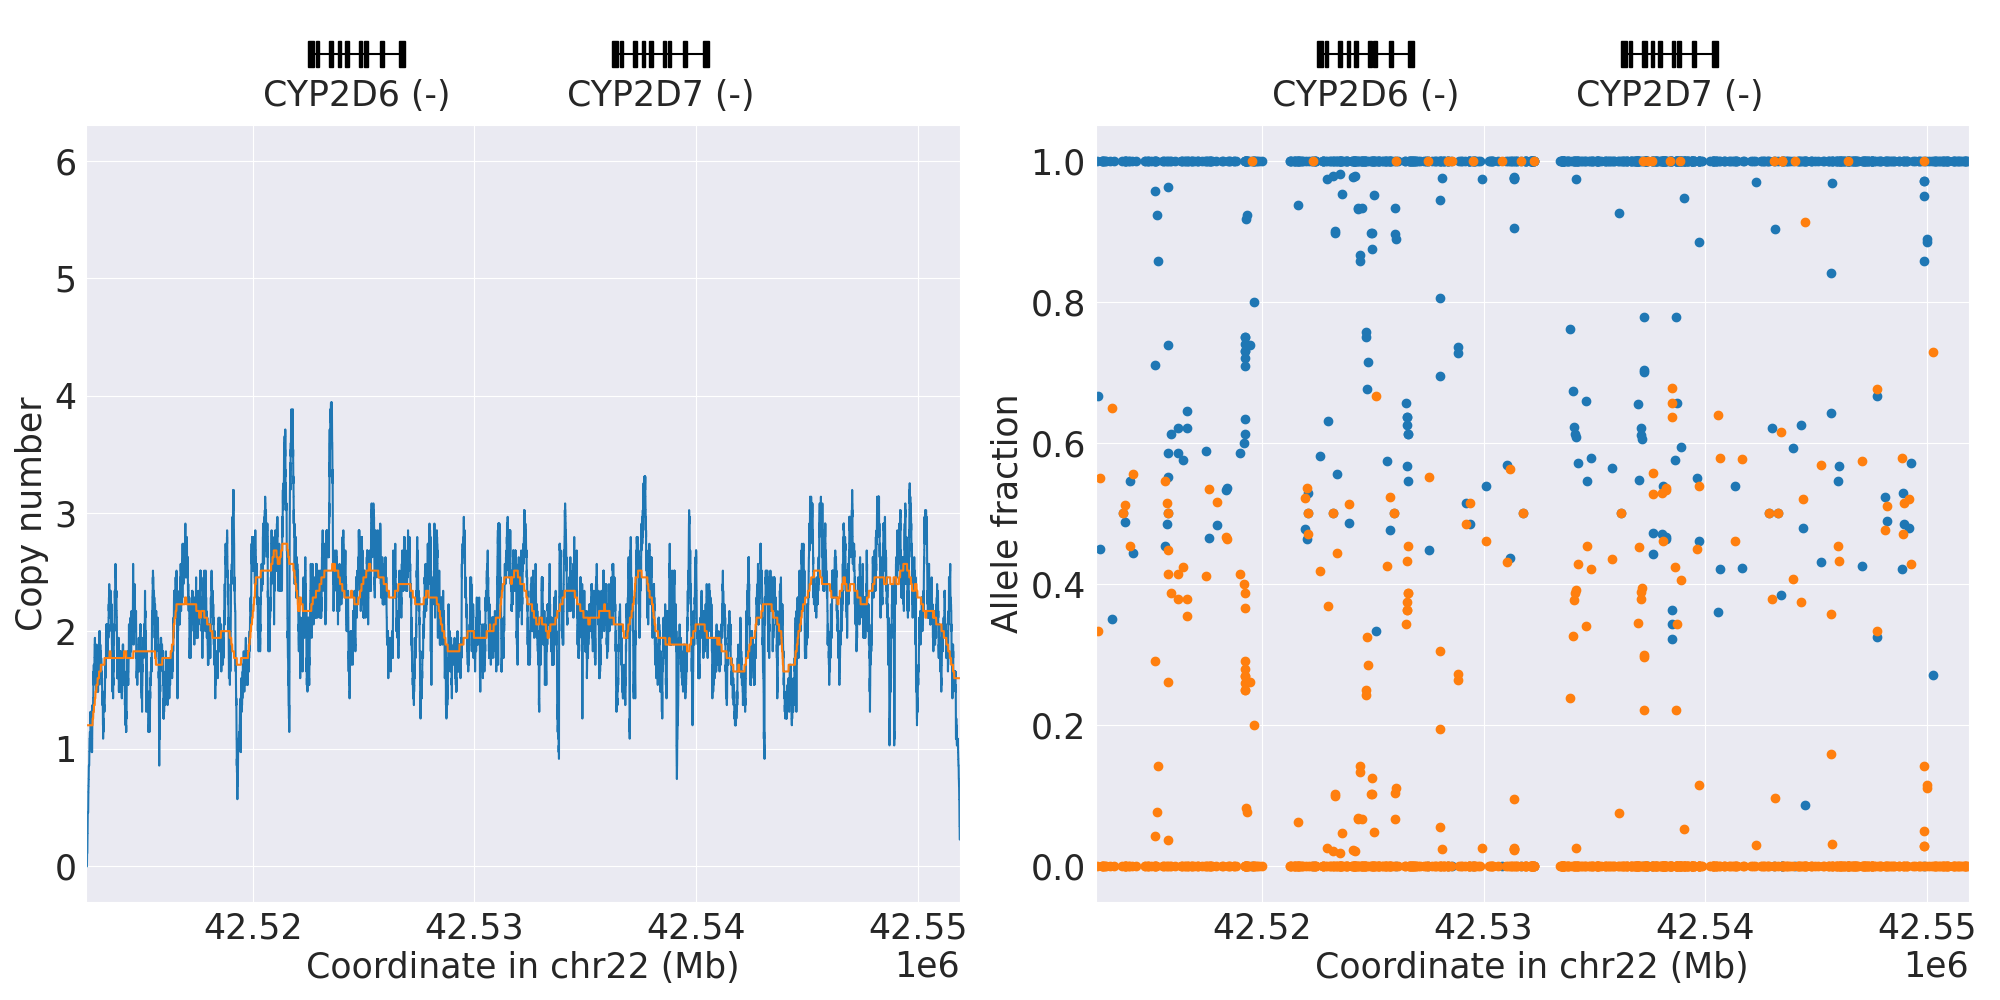 CYP2D6 (-)
CYP2D7 (-)
6
5
4
3
2
1
0
Copy number
42.52
42.53
42.54
42.55
Coordinate in chr22 (Mb)
1e6
CYP2D6 (-)
CYP2D7 (-)
1.0
0.8
0.6
0.4
0.2
0.0
Allele fraction
42.52
42.53
42.54
42.55
Coordinate in chr22 (Mb)
1e6